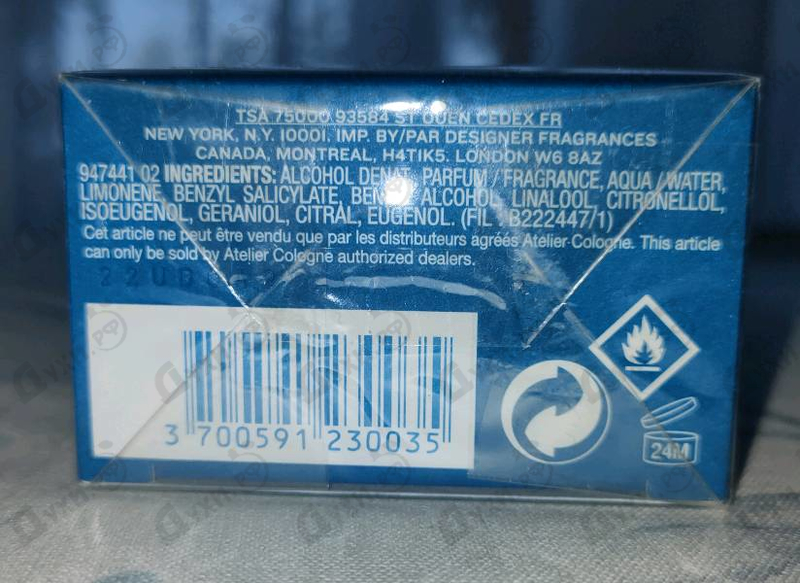 TSA 75000 93584 ST OUEN CEDEX FR
NEW YORK, N.Y. 10001. IMP. BY/PAR DESIGNER FRAGRANCES
CANADA, MONTREAL, H4TIK5. LONDON W6 8AZ
947441 02 INGREDIENTS: ALCOHOL DENAT. PARFUM / FRAGRANCE, AQUA / WATER,
LIMONENE, BENZYL SALICYLATE, ALCOHOL, LINALOOL, CITRONELLOL,
ISOEUGENOL, GERANIOL, CITRAL, EUGENOL. (FIL B222447/1)
Cet article ne peut être vendu que par les distributeurs agréés Atelier Cologne. This article
can only be sold by Atelier Cologne authorized dealers.
3 700591 230035
24M
Духи.РФ